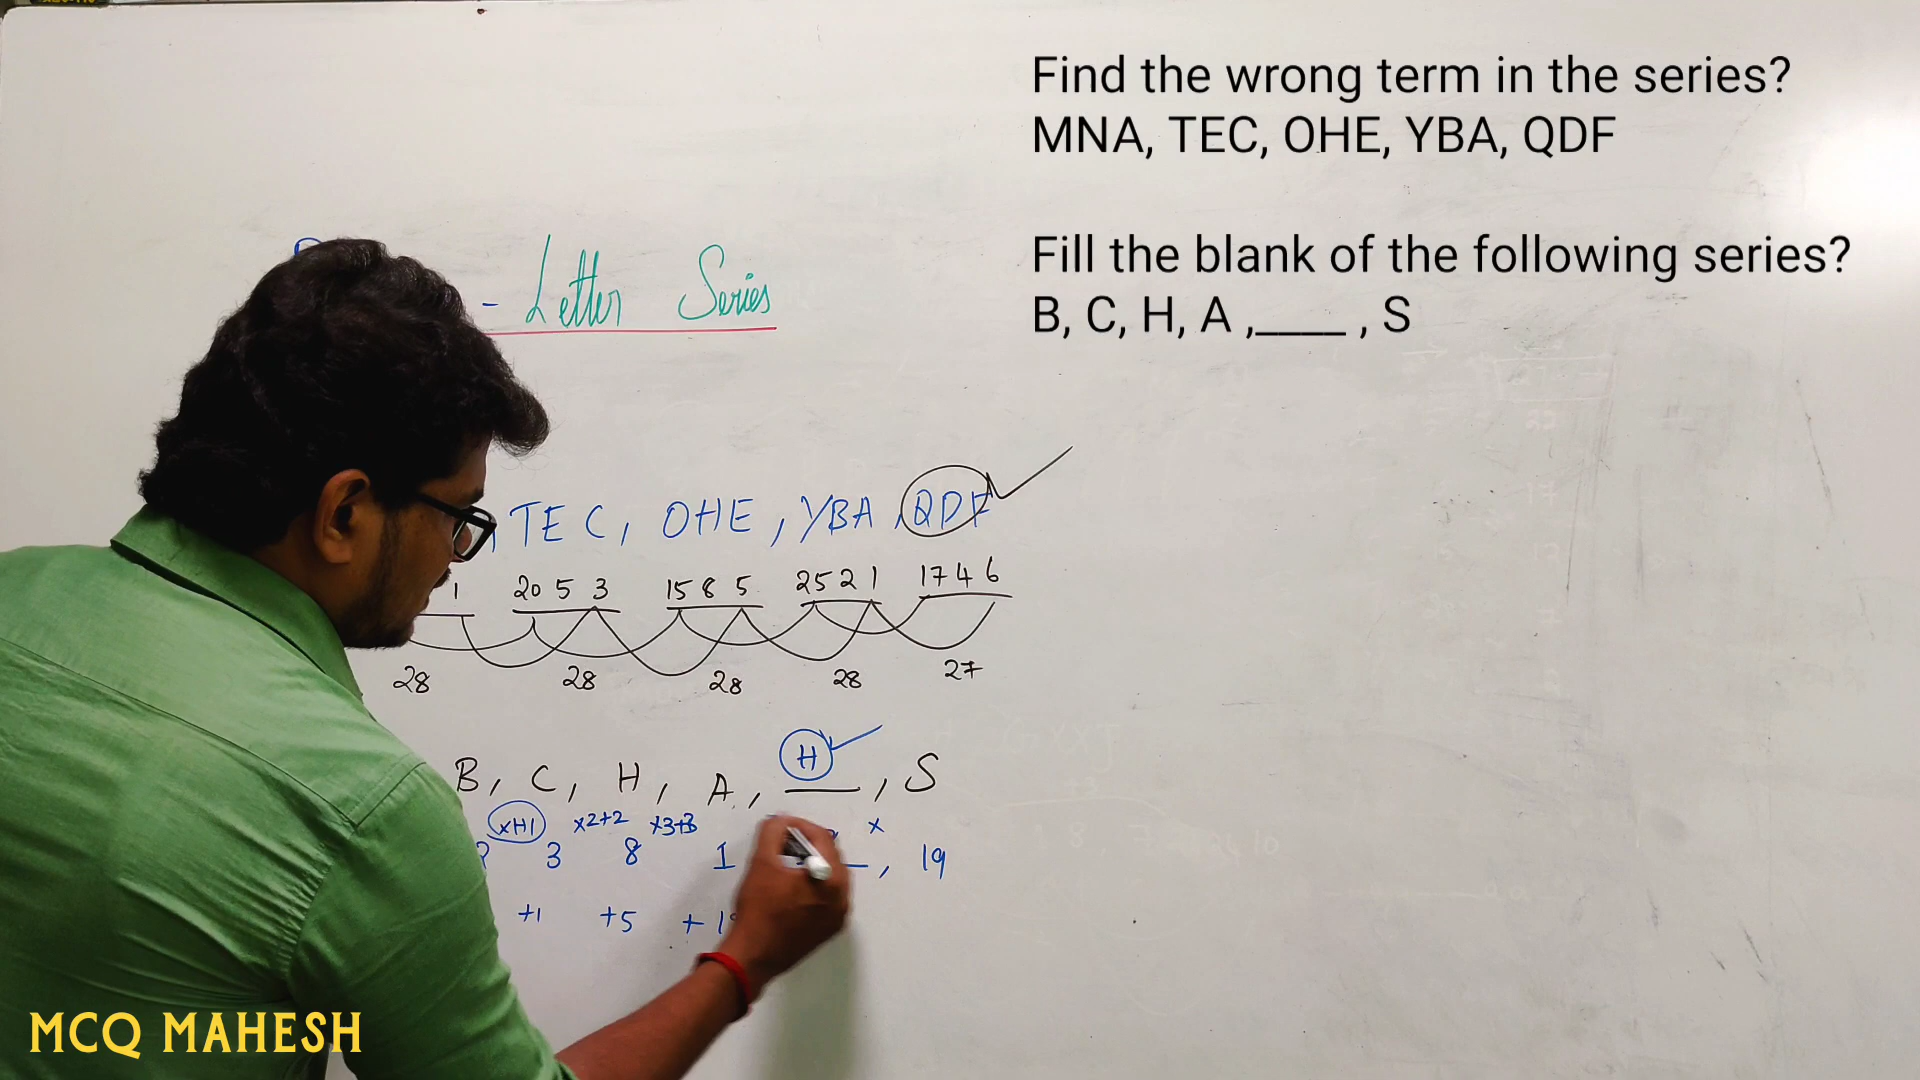 Find the wrong term in the series?
MNA, TEC, OHE, YBA, QDF
Fill the blank of the following series?
B, C, H, A ,____ , S
- Letter Series
TEC, OHE, YBA, QDF
1 20 5 3 15 8 5 25 2 1 17 4 6
28 28 28 28 27
H
B, C, H, A, ___, S
×1+1 ×2+2 ×3+3 ×
3 8 1 __, 19
+1 +5 +
MCQ MAHESH